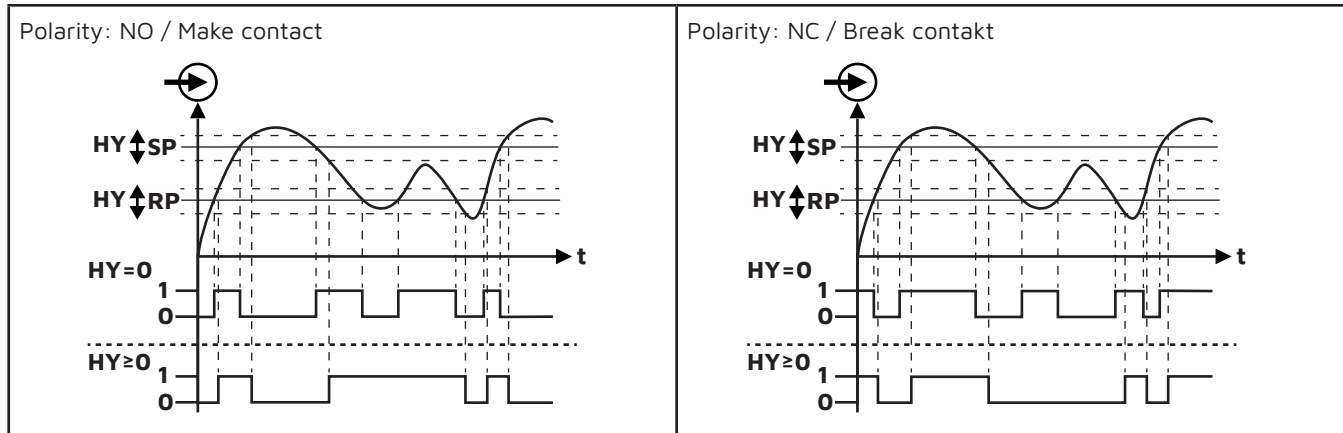 Polarity: NO / Make contact
HY SP
HY RP
t
HY=0
1
0
HY≥0
1
0
Polarity: NC / Break contakt
HY SP
HY RP
t
HY=0
1
0
HY≥0
1
0